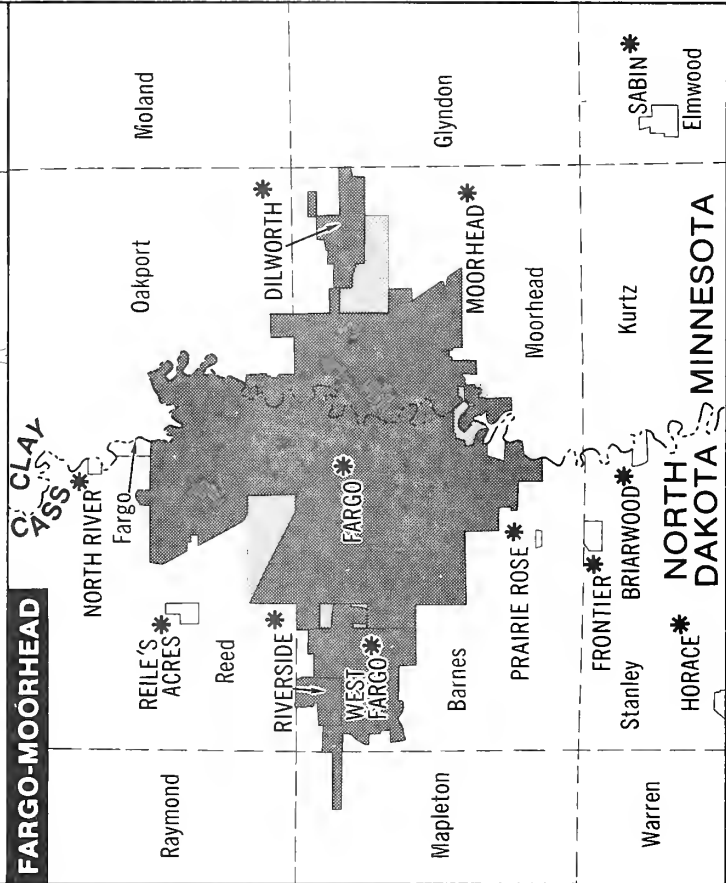 FARGO-MOORHEAD
CLAY
CASS
NORTH RIVER*
Fargo
Moland
Oakport
Raymond
REILE'S
ACRES*
Reed
DILWORTH*
RIVERSIDE*
Glyndon
WEST
FARGO*
FARGO*
MOORHEAD*
Mapleton
Barnes
PRAIRIE ROSE*
Moorhead
SABIN*
Elmwood
Warren
Stanley
FRONTIER*
BRIARWOOD*
Kurtz
HORACE*
NORTH
DAKOTA
MINNESOTA